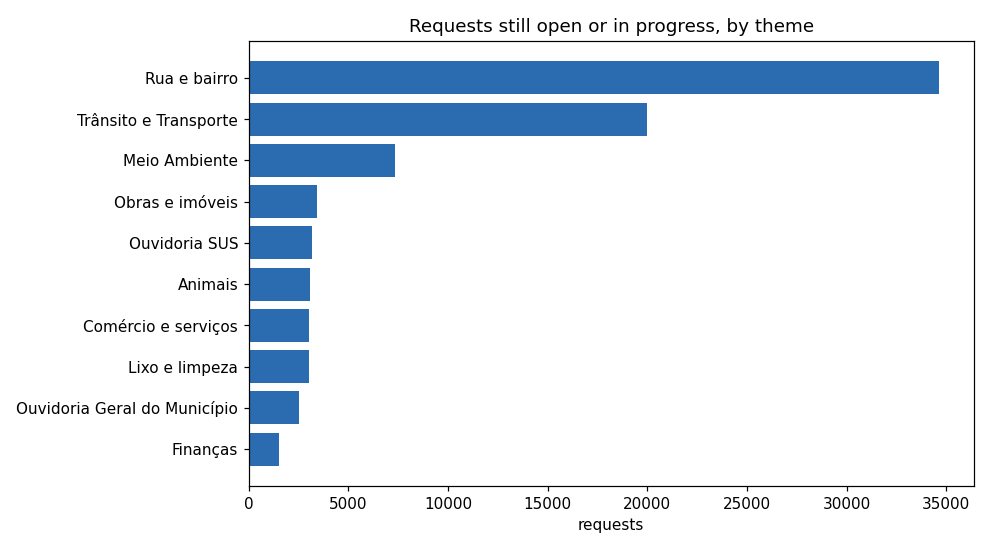 Requests still open or in progress, by theme
Rua e bairro
Trânsito e Transporte
Meio Ambiente
Obras e imóveis
Ouvidoria SUS
Animais
Comércio e serviços
Lixo e limpeza
Ouvidoria Geral do Município
Finanças
0 5000 10000 15000 20000 25000 30000 35000
requests